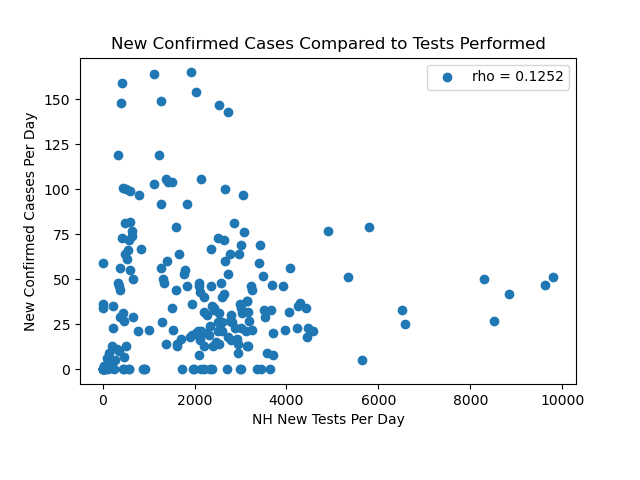 New Confirmed Cases Compared to Tests Performed
rho = 0.1252
New Confirmed Caeses Per Day
150
125
100
75
50
25
0
0 2000 4000 6000 8000 10000
NH New Tests Per Day